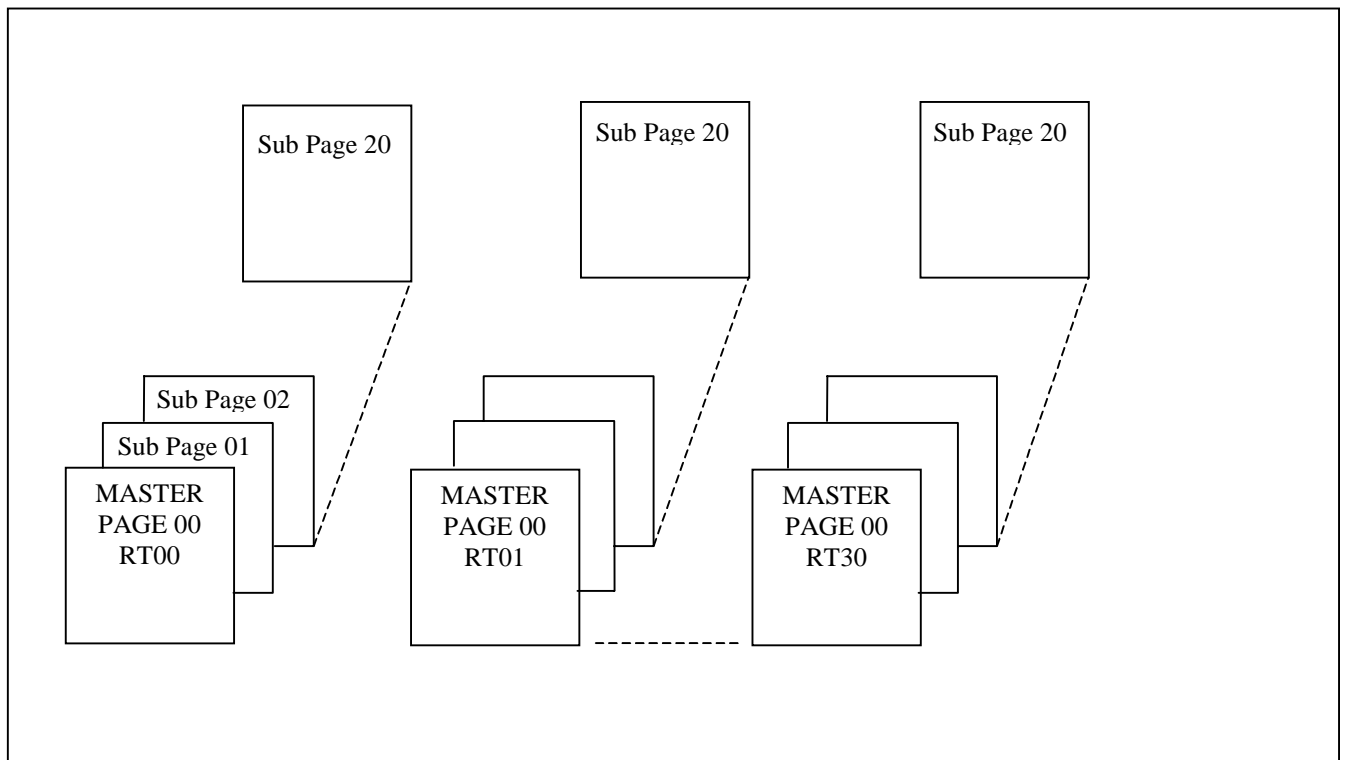 Sub Page 20
Sub Page 20
Sub Page 20
Sub Page 02
Sub Page 01
MASTER
PAGE 00
RT00
MASTER
PAGE 00
RT01
MASTER
PAGE 00
RT30